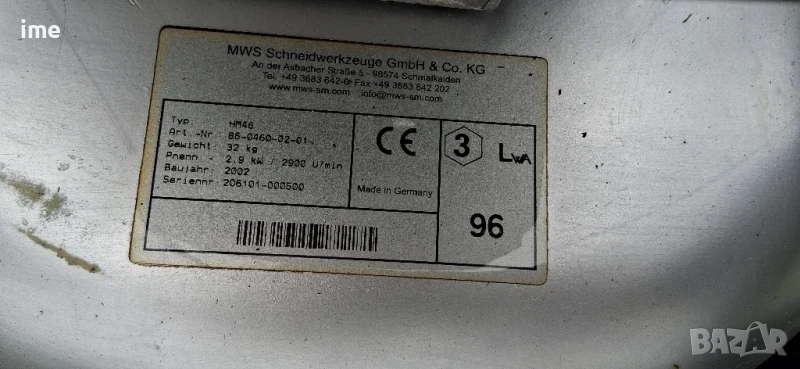 ime
MWS Schneidwerkzeuge GmbH & Co. KG
An der Asbacher Straße 5 - 98574 Schmalkalden
Tel. +49 3683 642-0 Fax +49 3683 642 202
www.mws-sm.com info@mws-sm.com
Typ. HM46
Art.-Nr. 86-0460-02-01-
Gewicht: 32 kg
Pnenn 2.9 kW / 2900 U/min
Baujahr: 2002
Seriennr. 206101-000500
CE
Made in Germany
3 LWA
96
BAZAR